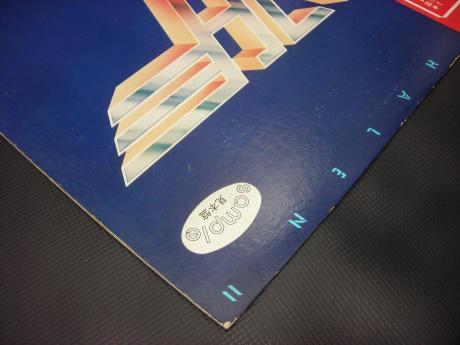 HALEN II
sample
見本盤